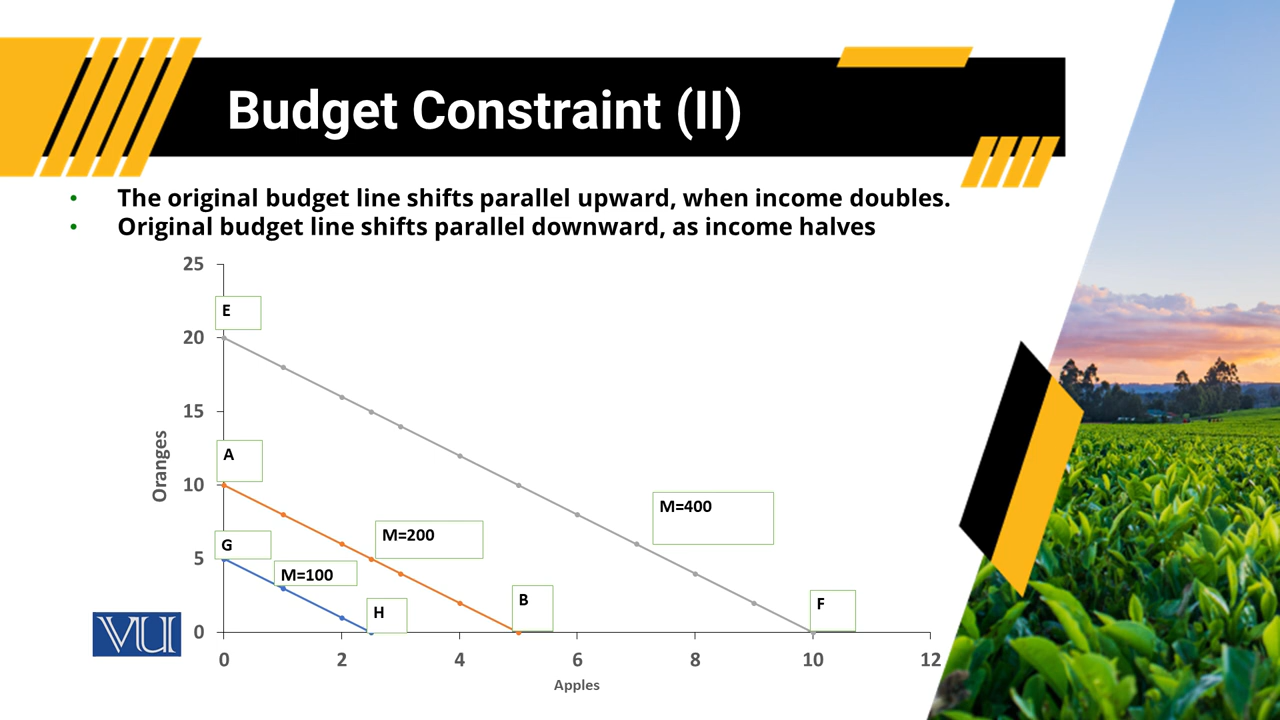 Budget Constraint (II)
• The original budget line shifts parallel upward, when income doubles.
• Original budget line shifts parallel downward, as income halves
25
E
20
15
A
Oranges
10
M=400
M=200
G
5
M=100
H
B
F
VU
0
0 2 4 6 8 10 12
Apples